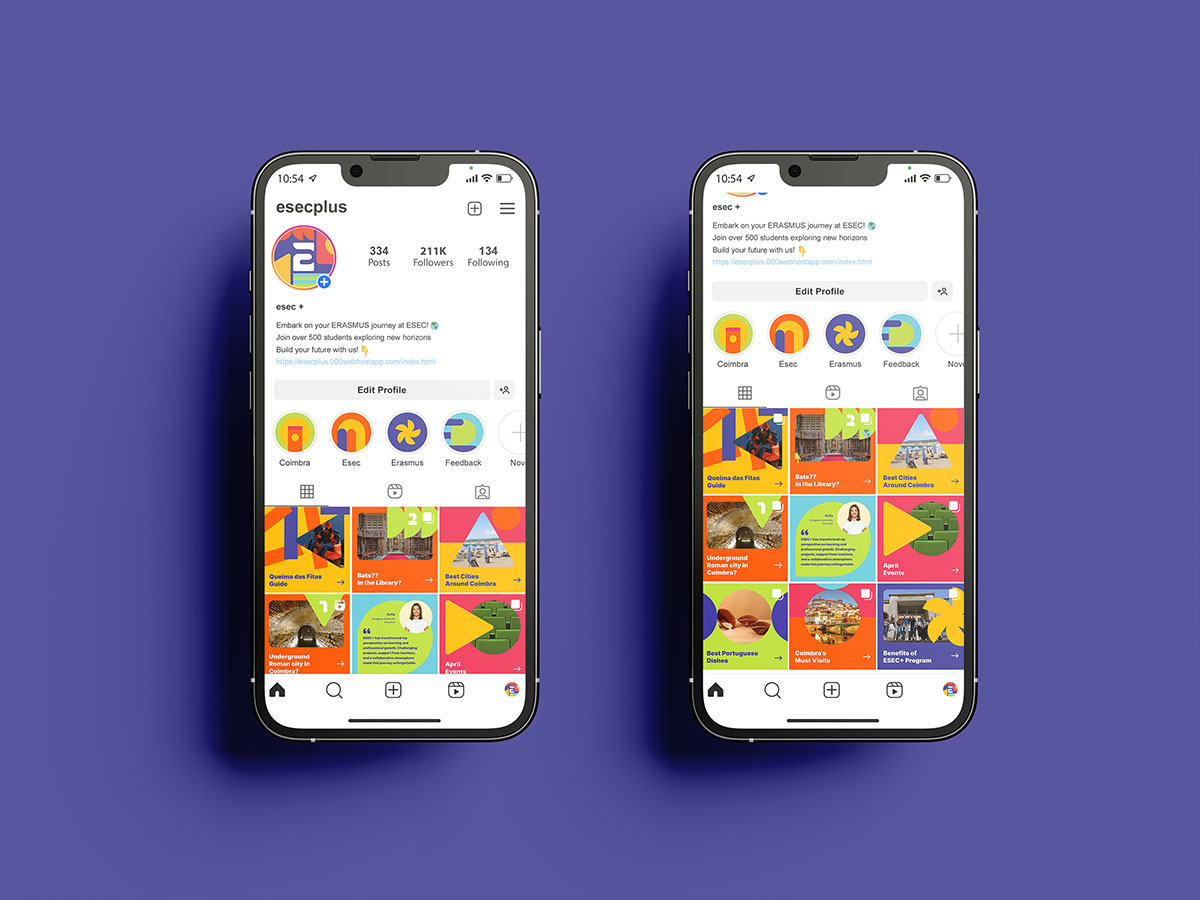 10:54
esecplus
334
Posts
211K
Followers
134
Following
esec +
Embark on your ERASMUS journey at ESEC!
Join over 500 students exploring new horizons
Build your future with us!
https://esecplus.000webhostapp.com/index.html
Edit Profile
Coimbra
Esec
Erasmus
Feedback
Nov
Queima das Fitas
Guide
2
Bats??
In the Library?
Best Cities
Around Coimbra
1
Underground
Roman city in
Coimbra?
ESEC+ has transformed my
perspective on learning and
professional growth. Challenging
projects, support from teachers,
and a collaborative atmosphere
made this journey unforgettable.
April
Events
10:54
esec +
Embark on your ERASMUS journey at ESEC!
Join over 500 students exploring new horizons
Build your future with us!
https://esecplus.000webhostapp.com/index.html
Edit Profile
Coimbra
Esec
Erasmus
Feedback
Nov
Queima das Fitas
Guide
2
Bats??
In the Library?
Best Cities
Around Coimbra
1
Underground
Roman city in
Coimbra?
ESEC+ has transformed my
perspective on learning and
professional growth. Challenging
projects, support from teachers,
and a collaborative atmosphere
made this journey unforgettable.
April
Events
Best Portuguese
Dishes
Coimbra's
Must Visits
Benefits of
ESEC+ Program